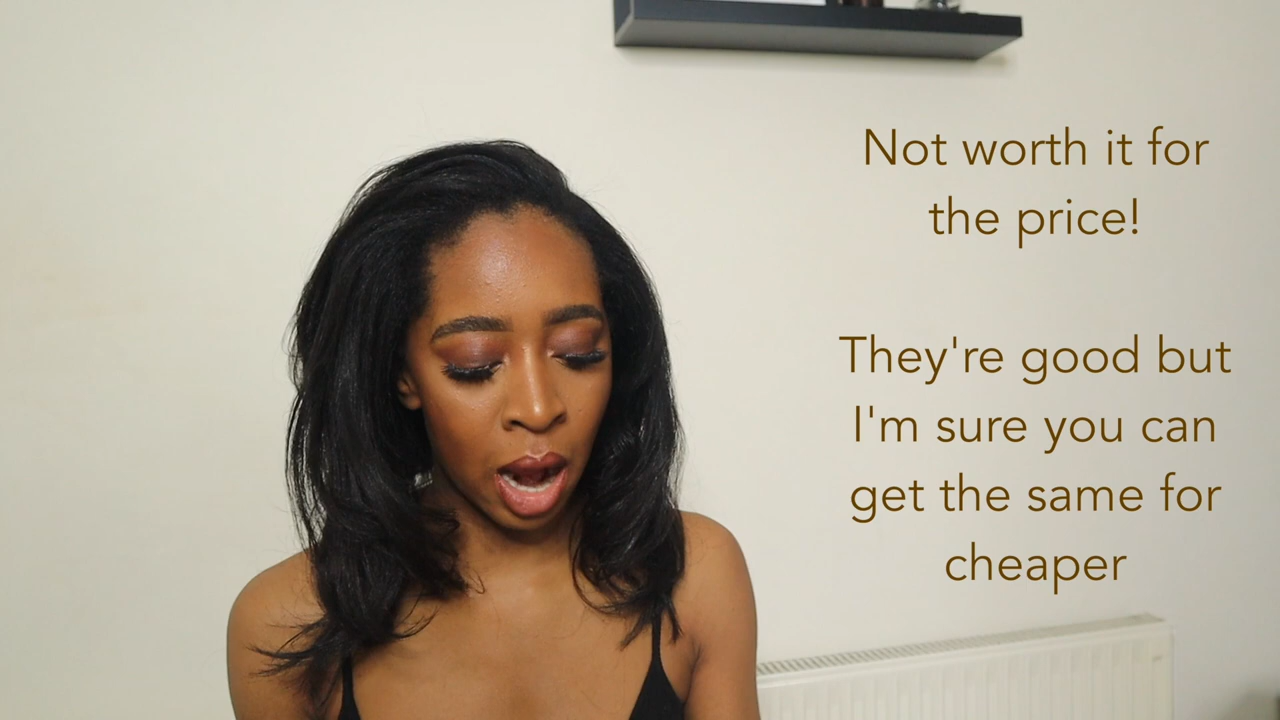 Not worth it for
the price!
They're good but
I'm sure you can
get the same for
cheaper